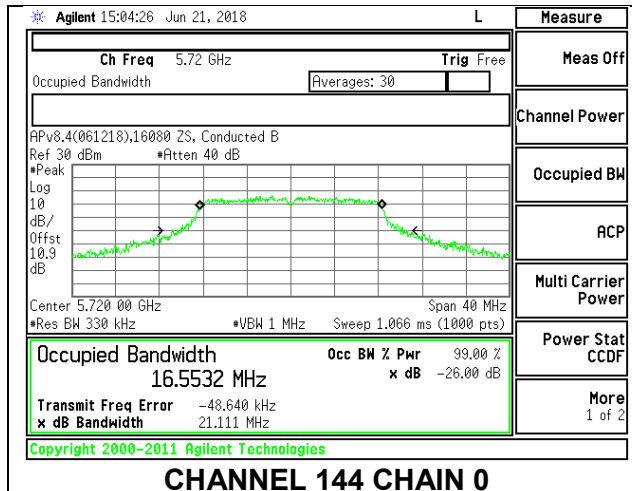 Agilent 15:04:26 Jun 21, 2018 L
Measure
Ch Freq 5.72 GHz Trig Free
Occupied Bandwidth Averages: 30
APv8.4(061218),16080 ZS, Conducted B
Ref 30 dBm #Atten 40 dB
#Peak
Log
10
dB/
Offst
10.9
dB
Center 5.720 00 GHz Span 40 MHz
#Res BW 330 kHz #VBW 1 MHz Sweep 1.066 ms (1000 pts)
Occupied Bandwidth Occ BW % Pwr 99.00 %
16.5532 MHz x dB -26.00 dB
Transmit Freq Error -48.640 kHz
x dB Bandwidth 21.111 MHz
Copyright 2000-2011 Agilent Technologies
Meas Off
Channel Power
Occupied BW
ACP
Multi Carrier
Power
Power Stat
CCDF
More
1 of 2
CHANNEL 144 CHAIN 0